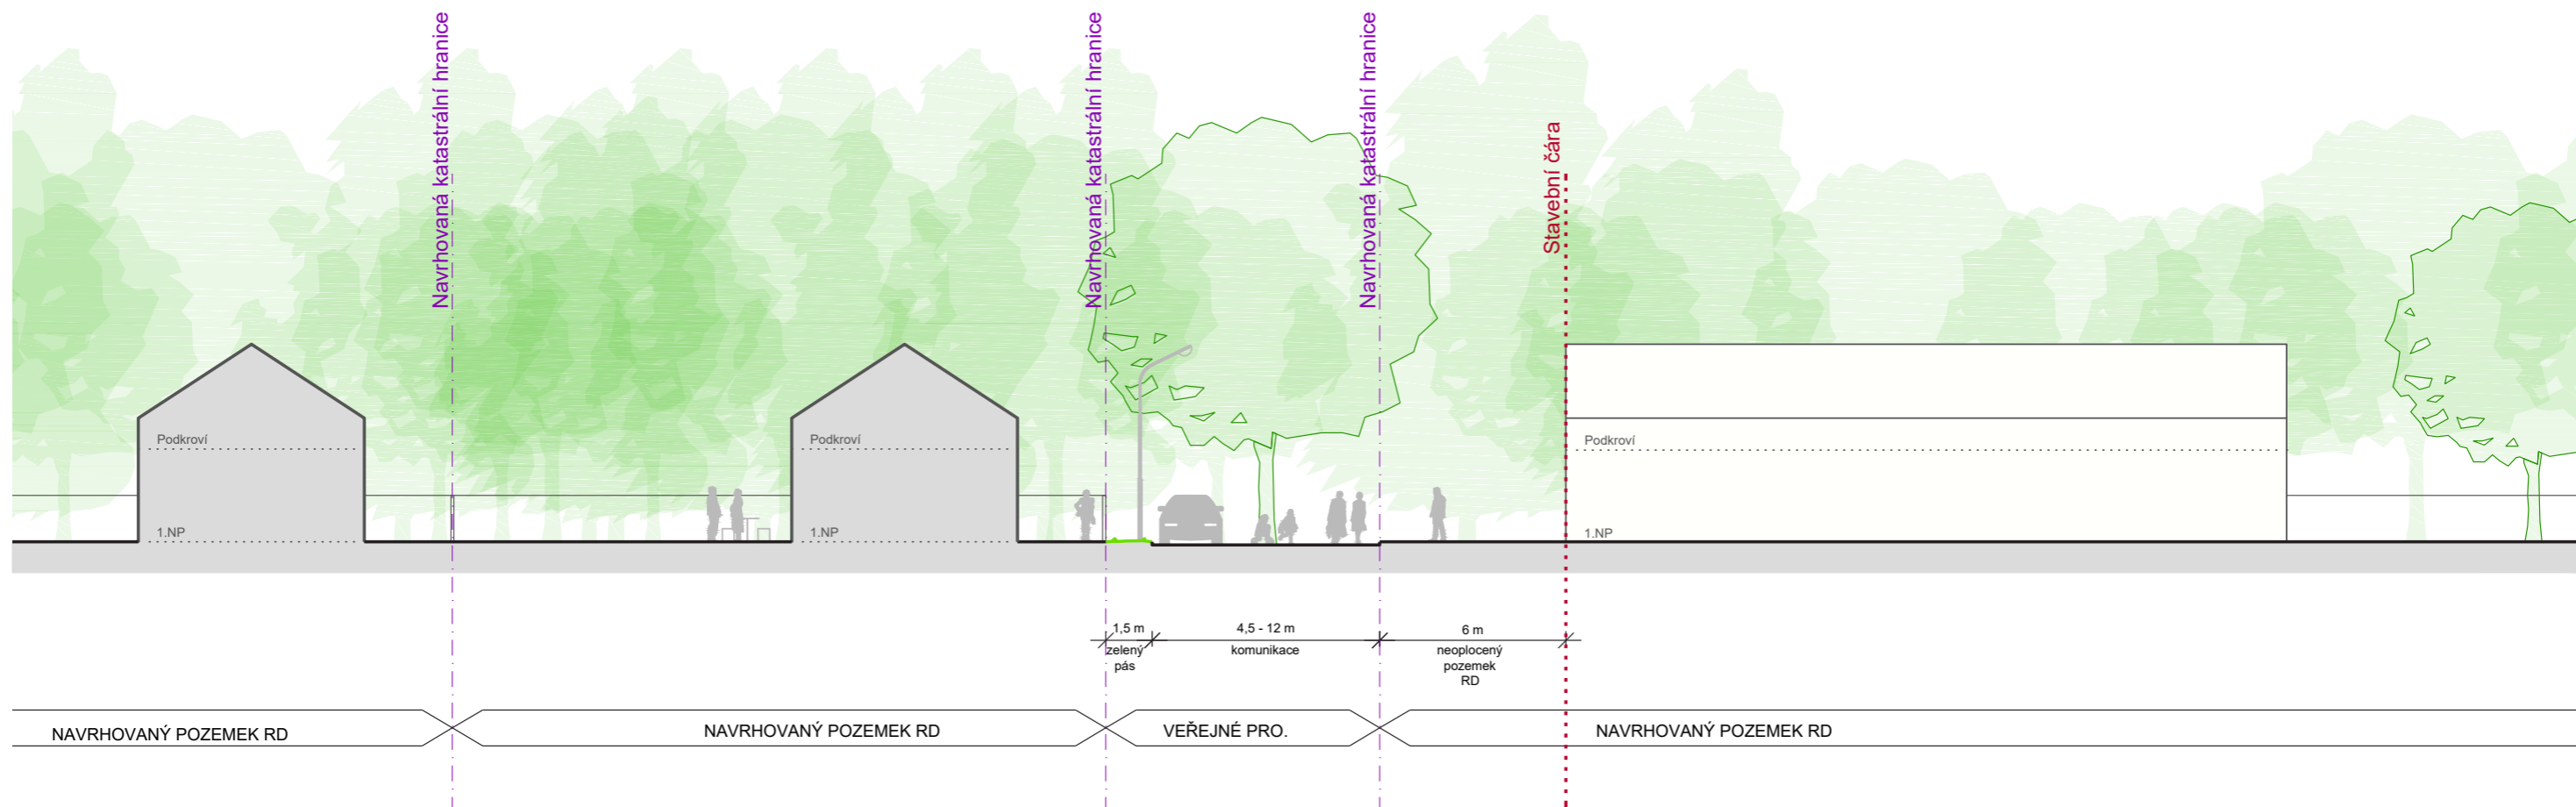 Navrhovaná katastrální hranice
Navrhovaná katastrální hranice
Navrhovaná katastrální hranice
Stavební čára
Podkroví
1.NP
Podkroví
1.NP
Podkroví
1.NP
1,5 m
zelený
pás
4,5 - 12 m
komunikace
6 m
neoplocený
pozemek
RD
NAVRHOVANÝ POZEMEK RD
NAVRHOVANÝ POZEMEK RD
VEŘEJNÉ PRO.
NAVRHOVANÝ POZEMEK RD